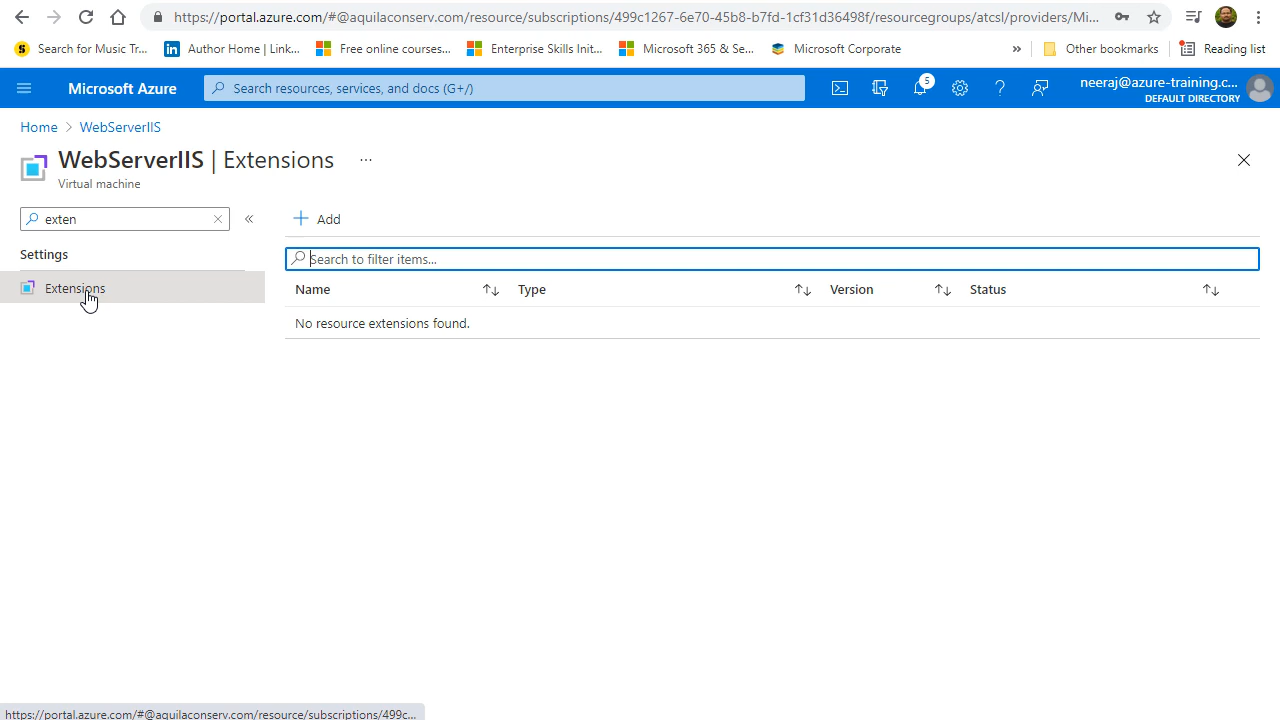 https://portal.azure.com/#@aquilaconserv.com/resource/subscriptions/499c1267-6e70-45b8-b7fd-1cf31d36498f/resourcegroups/atcsl/providers/Mi...
Search for Music Tr... Author Home | Link... Free online courses... Enterprise Skills Init... Microsoft 365 & Se... Microsoft Corporate » Other bookmarks Reading list
Microsoft Azure Search resources, services, and docs (G+/) 5 neeraj@azure-training.c...
DEFAULT DIRECTORY
Home > WebServerIIS
WebServerIIS | Extensions ...
Virtual machine
exten « + Add
Settings
Search to filter items...
Extensions
Name Type Version Status
No resource extensions found.
https://portal.azure.com/#@aquilaconserv.com/resource/subscriptions/499c...